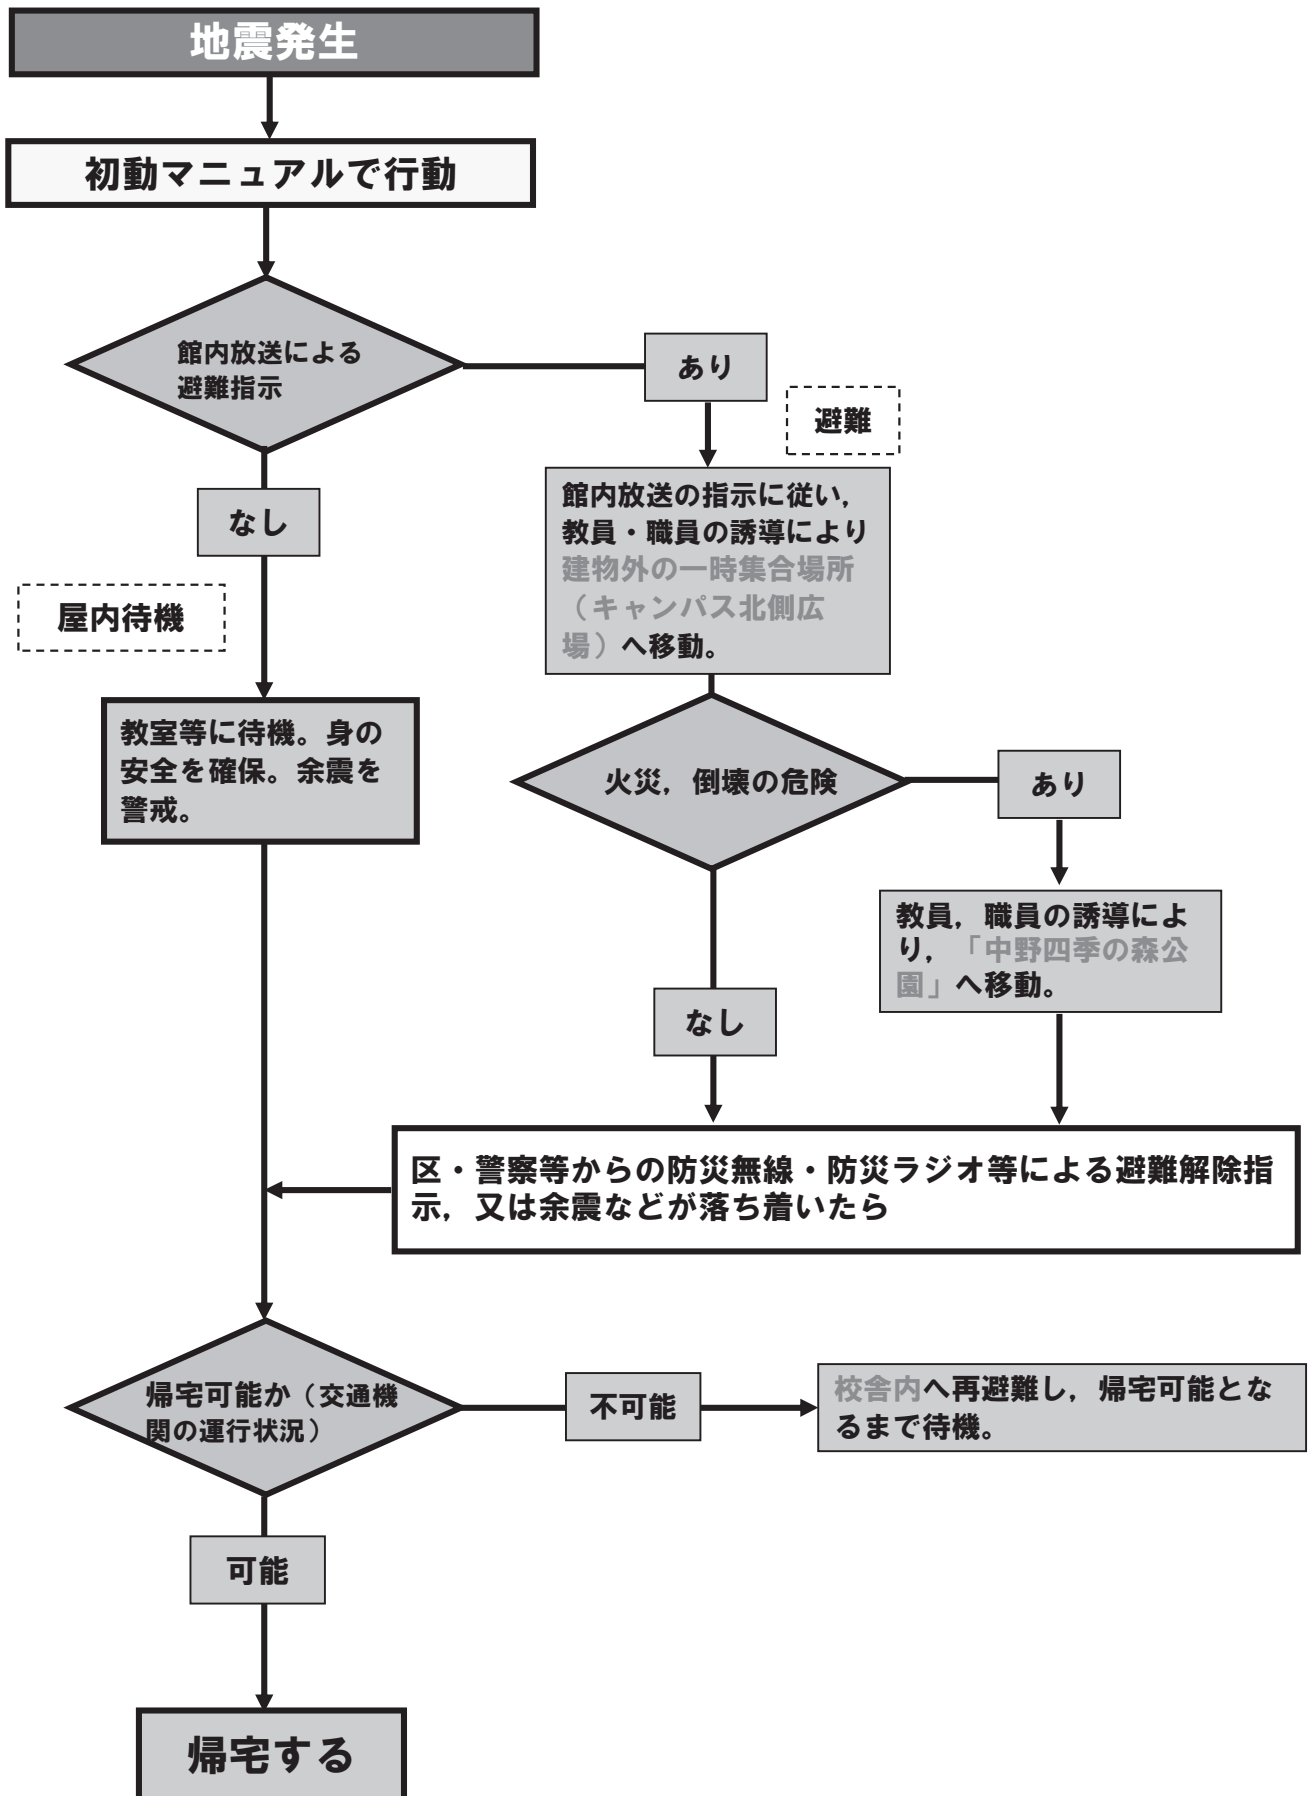 地震発生
初動マニュアルで行動
館内放送による
避難指示
あり
避難
館内放送の指示に従い，
教員・職員の誘導により
建物外の一時集合場所
（キャンパス北側広
場）へ移動。
なし
屋内待機
教室等に待機。身の
安全を確保。余震を
警戒。
火災，倒壊の危険
あり
教員，職員の誘導によ
り，「中野四季の森公
園」へ移動。
なし
区・警察等からの防災無線・防災ラジオ等による避難解除指
示，又は余震などが落ち着いたら
帰宅可能か（交通機
関の運行状況）
不可能
校舎内へ再避難し，帰宅可能とな
るまで待機。
可能
帰宅する